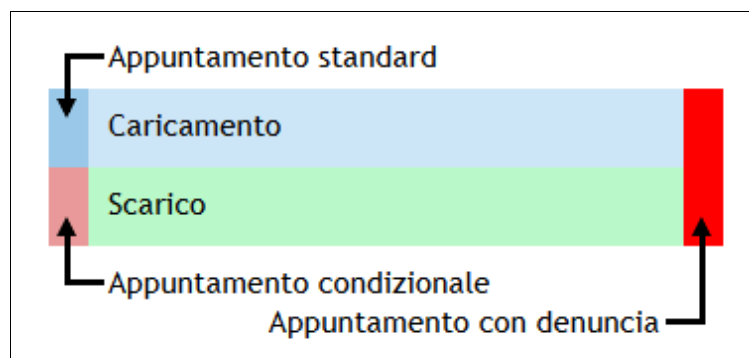 Appuntamento standard
Caricamento
Scarico
Appuntamento condizionale
Appuntamento con denuncia